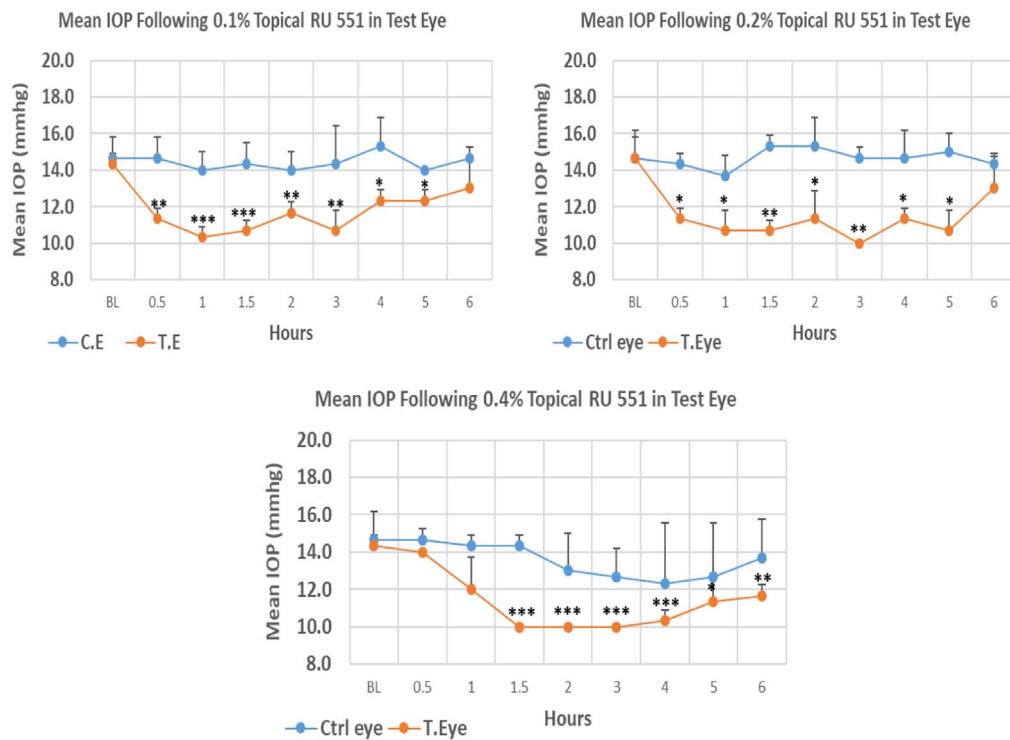 Mean IOP Following 0.1% Topical RU 551 in Test Eye
20.0
18.0
16.0
14.0
12.0
10.0
8.0
Mean IOP (mmhg)
** *** *** ** ** * *
BL 0.5 1 1.5 2 3 4 5 6
Hours
C.E T.E
Mean IOP Following 0.2% Topical RU 551 in Test Eye
20.0
18.0
16.0
14.0
12.0
10.0
8.0
Mean IOP (mmhg)
* * ** * ** * *
BL 0.5 1 1.5 2 3 4 5 6
Hours
Ctrl eye T.Eye
Mean IOP Following 0.4% Topical RU 551 in Test Eye
20.0
18.0
16.0
14.0
12.0
10.0
8.0
Mean IOP (mmhg)
*** *** *** *** * **
BL 0.5 1 1.5 2 3 4 5 6
Hours
Ctrl eye T.Eye